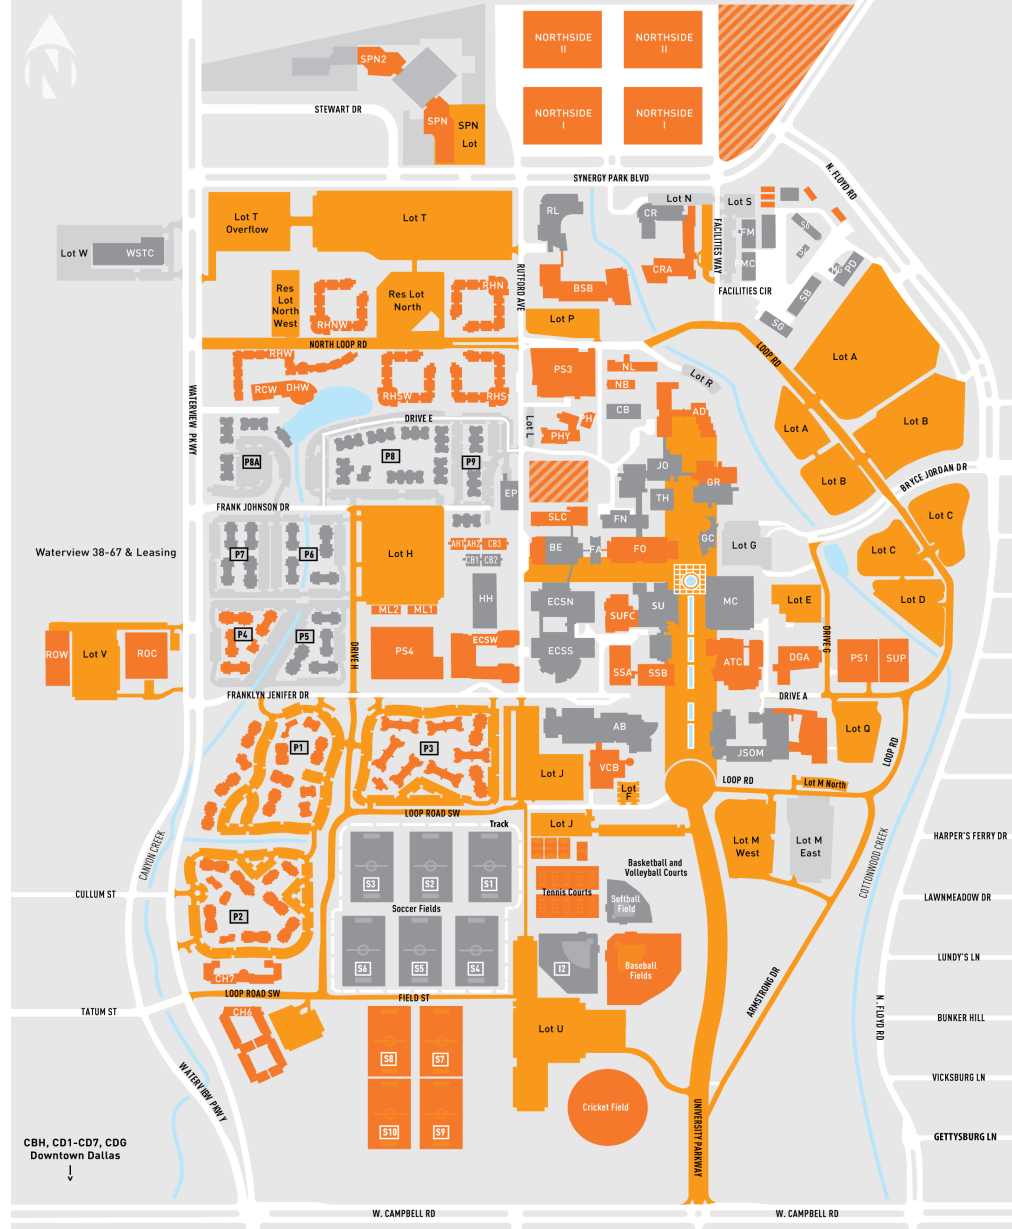 N
NORTHSIDE
II
NORTHSIDE
II
SPN2
STEWART DR
SPN
SPN
Lot
NORTHSIDE
I
NORTHSIDE
I
N. FLOYD RD
SYNERGY PARK BLVD
Lot T
Overflow
Lot T
RL
CR
Lot N
Lot S
FACILITIES WAY
FM
S6
Lot W
WSTC
FMC
MG
PD
CRA
RUTFORD AVE
RHN
BSB
FACILITIES CIR
SB
Res
Lot
North
West
RHNW
Res Lot
North
Lot P
SG
NORTH LOOP RD
LOOP RD
Lot A
RHW
RCW
DHW
RHSW
RHS
PS3
NL
NB
Lot R
CB
AD
WATERVIEW PKWY
DRIVE E
Lot L
PHA
PHY
Lot A
Lot B
P8A
P8
P9
JO
GR
Lot B
BRYCE JORDAN DR
EP
TH
FRANK JOHNSON DR
SLC
FN
Lot C
Waterview 38-67 & Leasing
P7
P6
Lot H
AH1
AH2
CB3
CB1
CB2
BE
FA
FO
GC
Lot G
Lot C
HH
ECSN
SU
MC
Lot E
Lot D
ML2
ML1
SUFC
P4
P5
DRIVE H
PS4
ECSW
ECSS
SSA
SSB
ATC
DGA
DRIVE G
PS1
SUP
ROW
Lot V
ROC
FRANKLYN JENIFER DR
DRIVE A
P1
P3
AB
JSOM
Lot Q
LOOP RD
Lot J
VCB
Lot
F
LOOP RD
Lot M North
LOOP ROAD SW
Track
Lot J
CANYON CREEK
Lot M
West
Lot M
East
COTTONWOOD CREEK
HARPER'S FERRY DR
Basketball and
Volleyball Courts
S3
S2
S1
Tennis Courts
CULLUM ST
Soccer Fields
Softball
Field
LAWNMEADOW DR
P2
S6
S5
S4
I2
Baseball
Fields
LUNDY'S LN
CH7
LOOP ROAD SW
FIELD ST
ARMSTRONG DR
N. FLOYD RD
TATUM ST
CH6
BUNKER HILL
Lot U
S8
S7
WATERVIEW PKWY
VICKSBURG LN
Cricket Field
UNIVERSITY PARKWAY
S10
S9
CBH, CD1-CD7, CDG
Downtown Dallas
GETTYSBURG LN
W. CAMPBELL RD
W. CAMPBELL RD